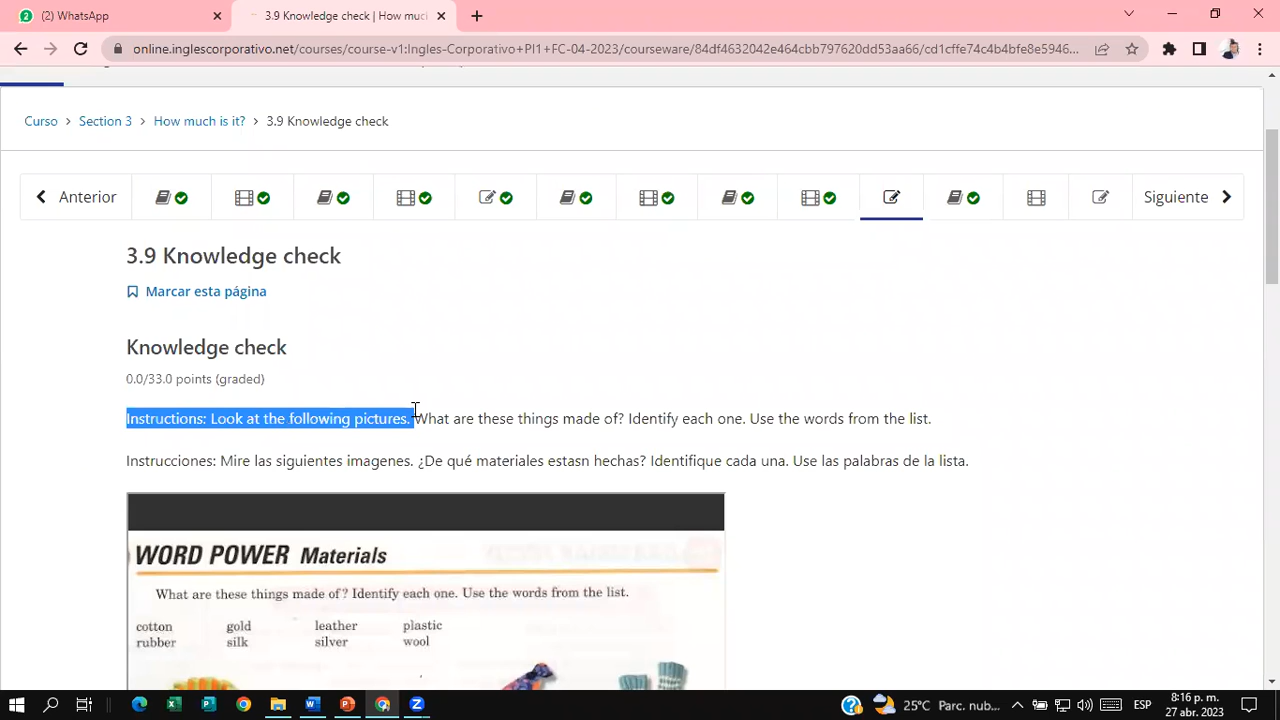 2 (2) WhatsApp
3.9 Knowledge check | How muc
online.inglescorporativo.net/courses/course-v1:Ingles-Corporativo+PI1+FC-04-2023/courseware/84df4632042e464cbb797620dd53aa66/cd1cffe74c4b4bfe8e5946...
Curso > Section 3 > How much is it? > 3.9 Knowledge check
Anterior
Siguiente
3.9 Knowledge check
Marcar esta página
Knowledge check
0.0/33.0 points (graded)
Instructions: Look at the following pictures. What are these things made of? Identify each one. Use the words from the list.
Instrucciones: Mire las siguientes imagenes. ¿De qué materiales estasn hechas? Identifique cada una. Use las palabras de la lista.
WORD POWER Materials
What are these things made of? Identify each one. Use the words from the list.
cotton gold leather plastic
rubber silk silver wool
25°C Parc. nub...
ESP
8:16 p. m.
27 abr. 2023